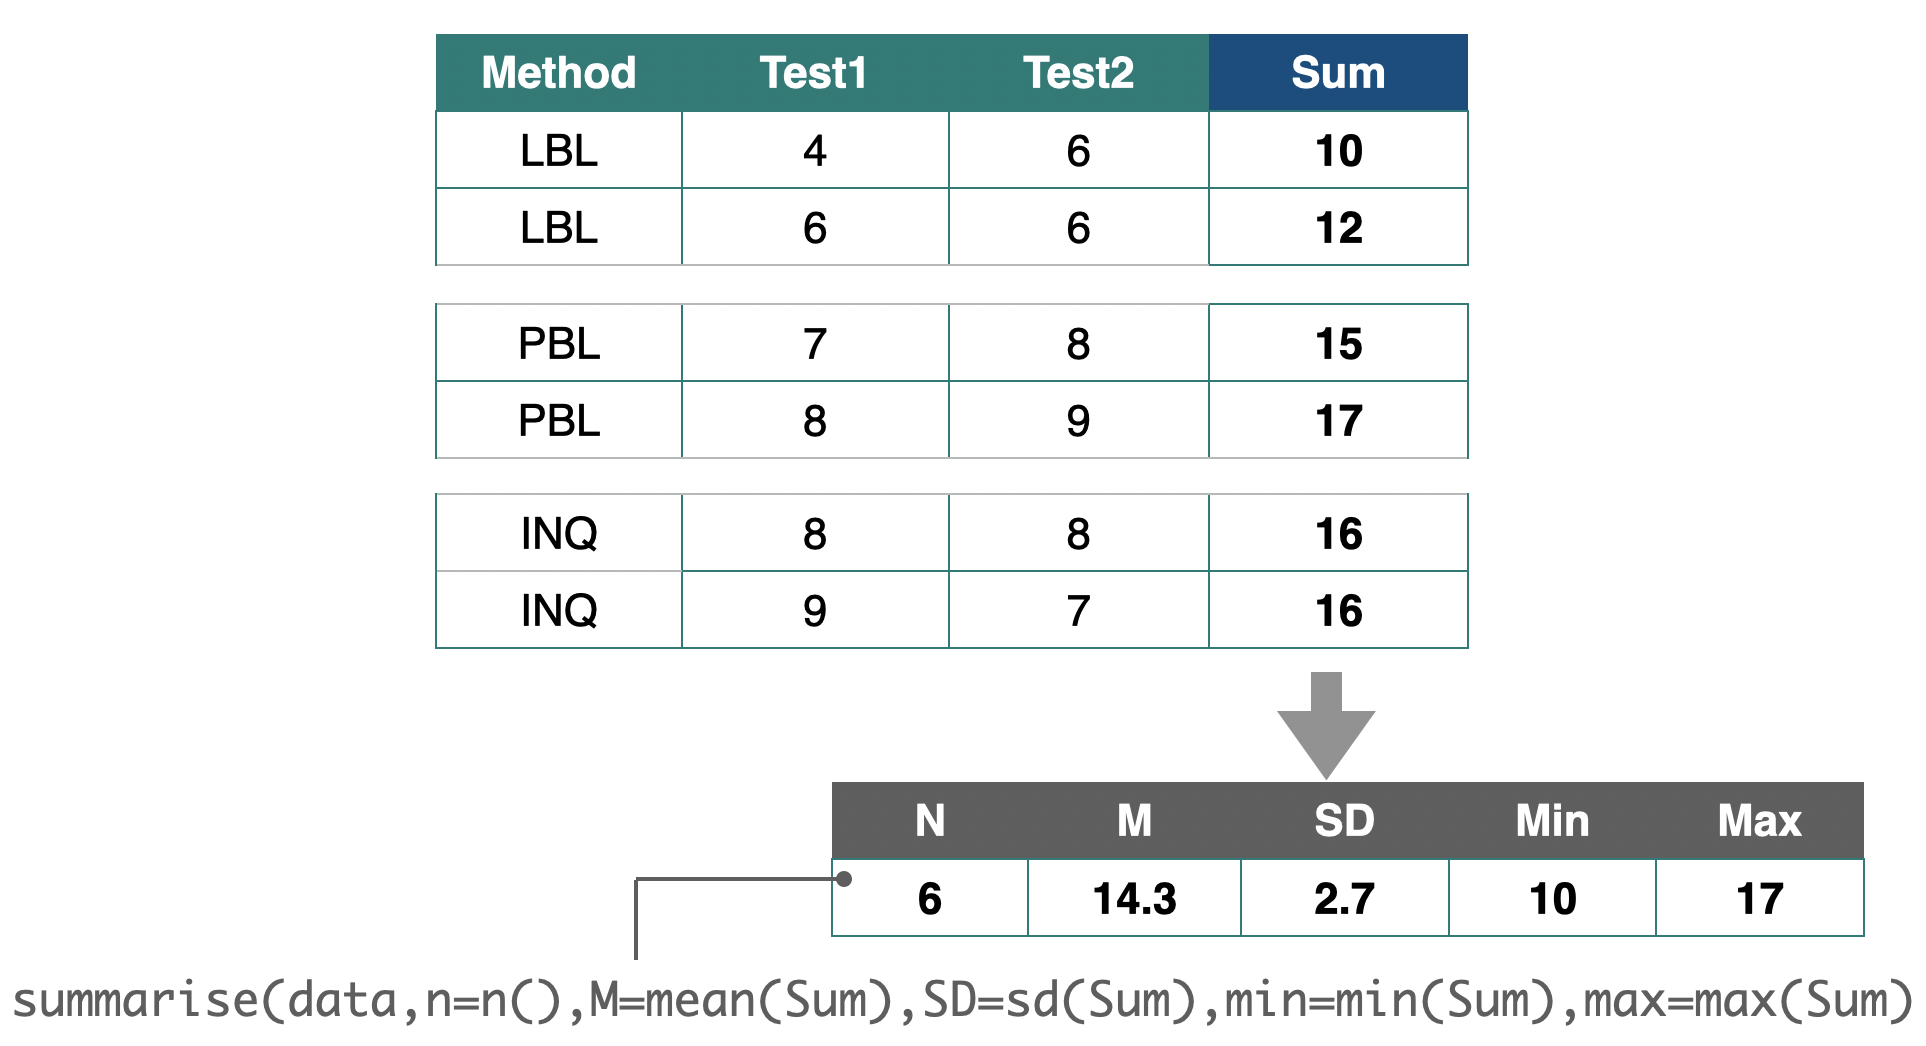 Method Test1 Test2 Sum
LBL 4 6 10
LBL 6 6 12
PBL 7 8 15
PBL 8 9 17
INQ 8 8 16
INQ 9 7 16
N M SD Min Max
6 14.3 2.7 10 17
summarise(data,n=n(),M=mean(Sum),SD=sd(Sum),min=min(Sum),max=max(Sum)